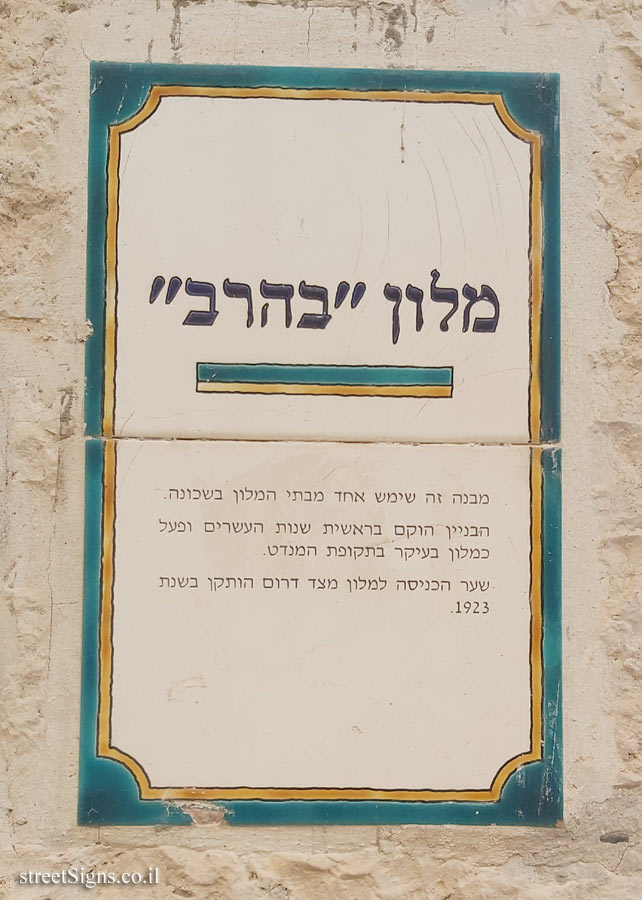 מלון "בהרב"
מבנה זה שימש אחד מבתי המלון בשכונה.
הבניין הוקם בראשית שנות העשרים ופעל
כמלון בעיקר בתקופת המנדט.
שער הכניסה למלון מצד דרום הותקן בשנת
1923.
streetSigns.co.il